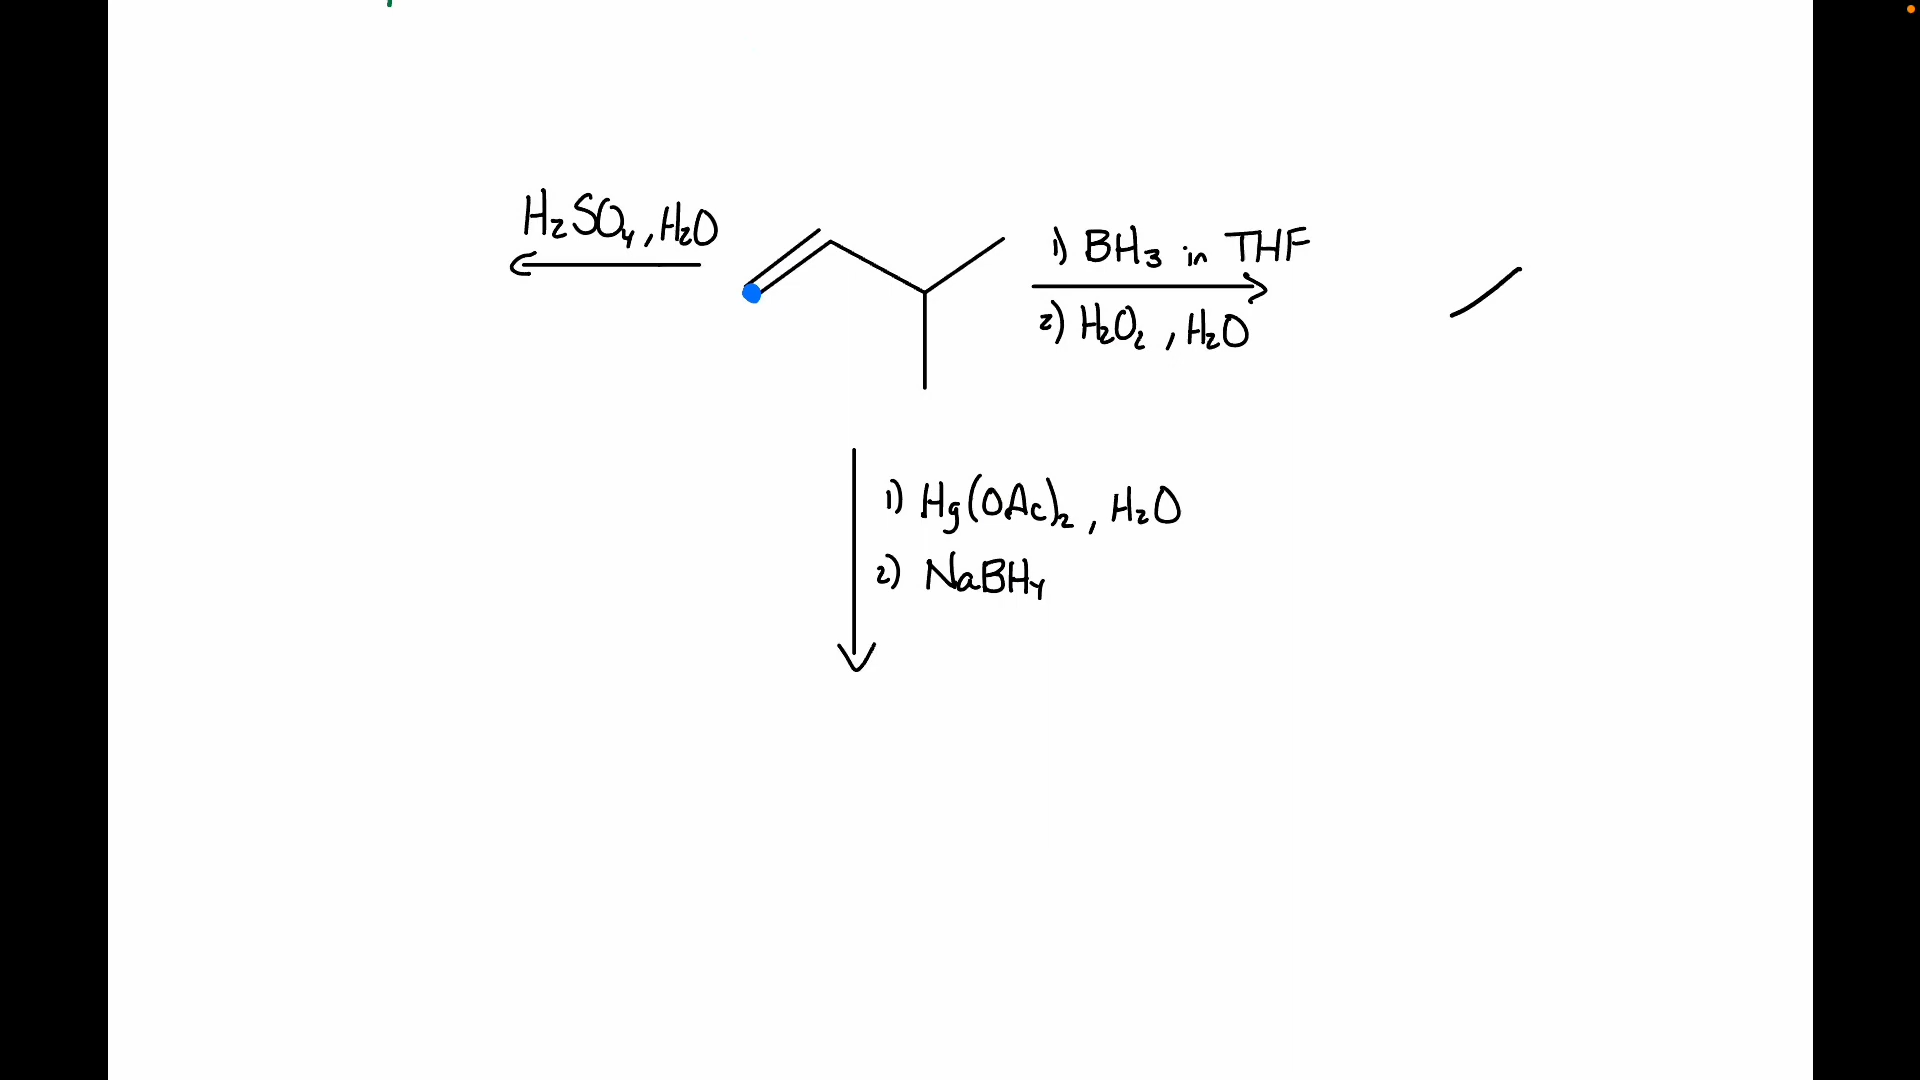 H₂SO₄, H₂O
1) BH₃ in THF
2) H₂O₂, H₂O
1) Hg(OAc)₂, H₂O
2) NaBH₄